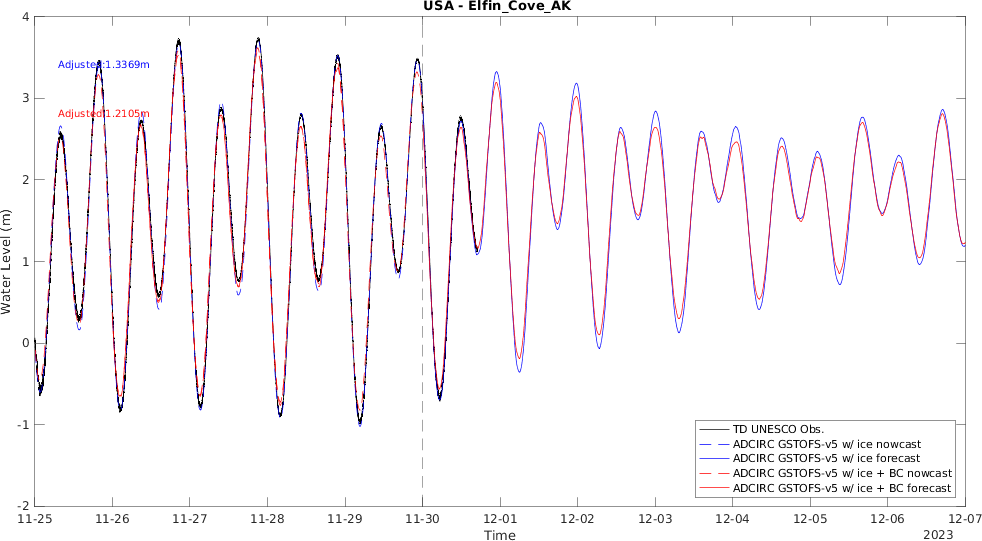 USA - Elfin_Cove_AK
Water Level (m)
4
3
2
1
0
-1
-2
Adjusted:1.3369m
Adjusted:1.2105m
TD UNESCO Obs.
ADCIRC GSTOFS-v5 w/ ice nowcast
ADCIRC GSTOFS-v5 w/ ice forecast
ADCIRC GSTOFS-v5 w/ ice + BC nowcast
ADCIRC GSTOFS-v5 w/ ice + BC forecast
11-25 11-26 11-27 11-28 11-29 11-30 12-01 12-02 12-03 12-04 12-05 12-06 12-07
Time
2023